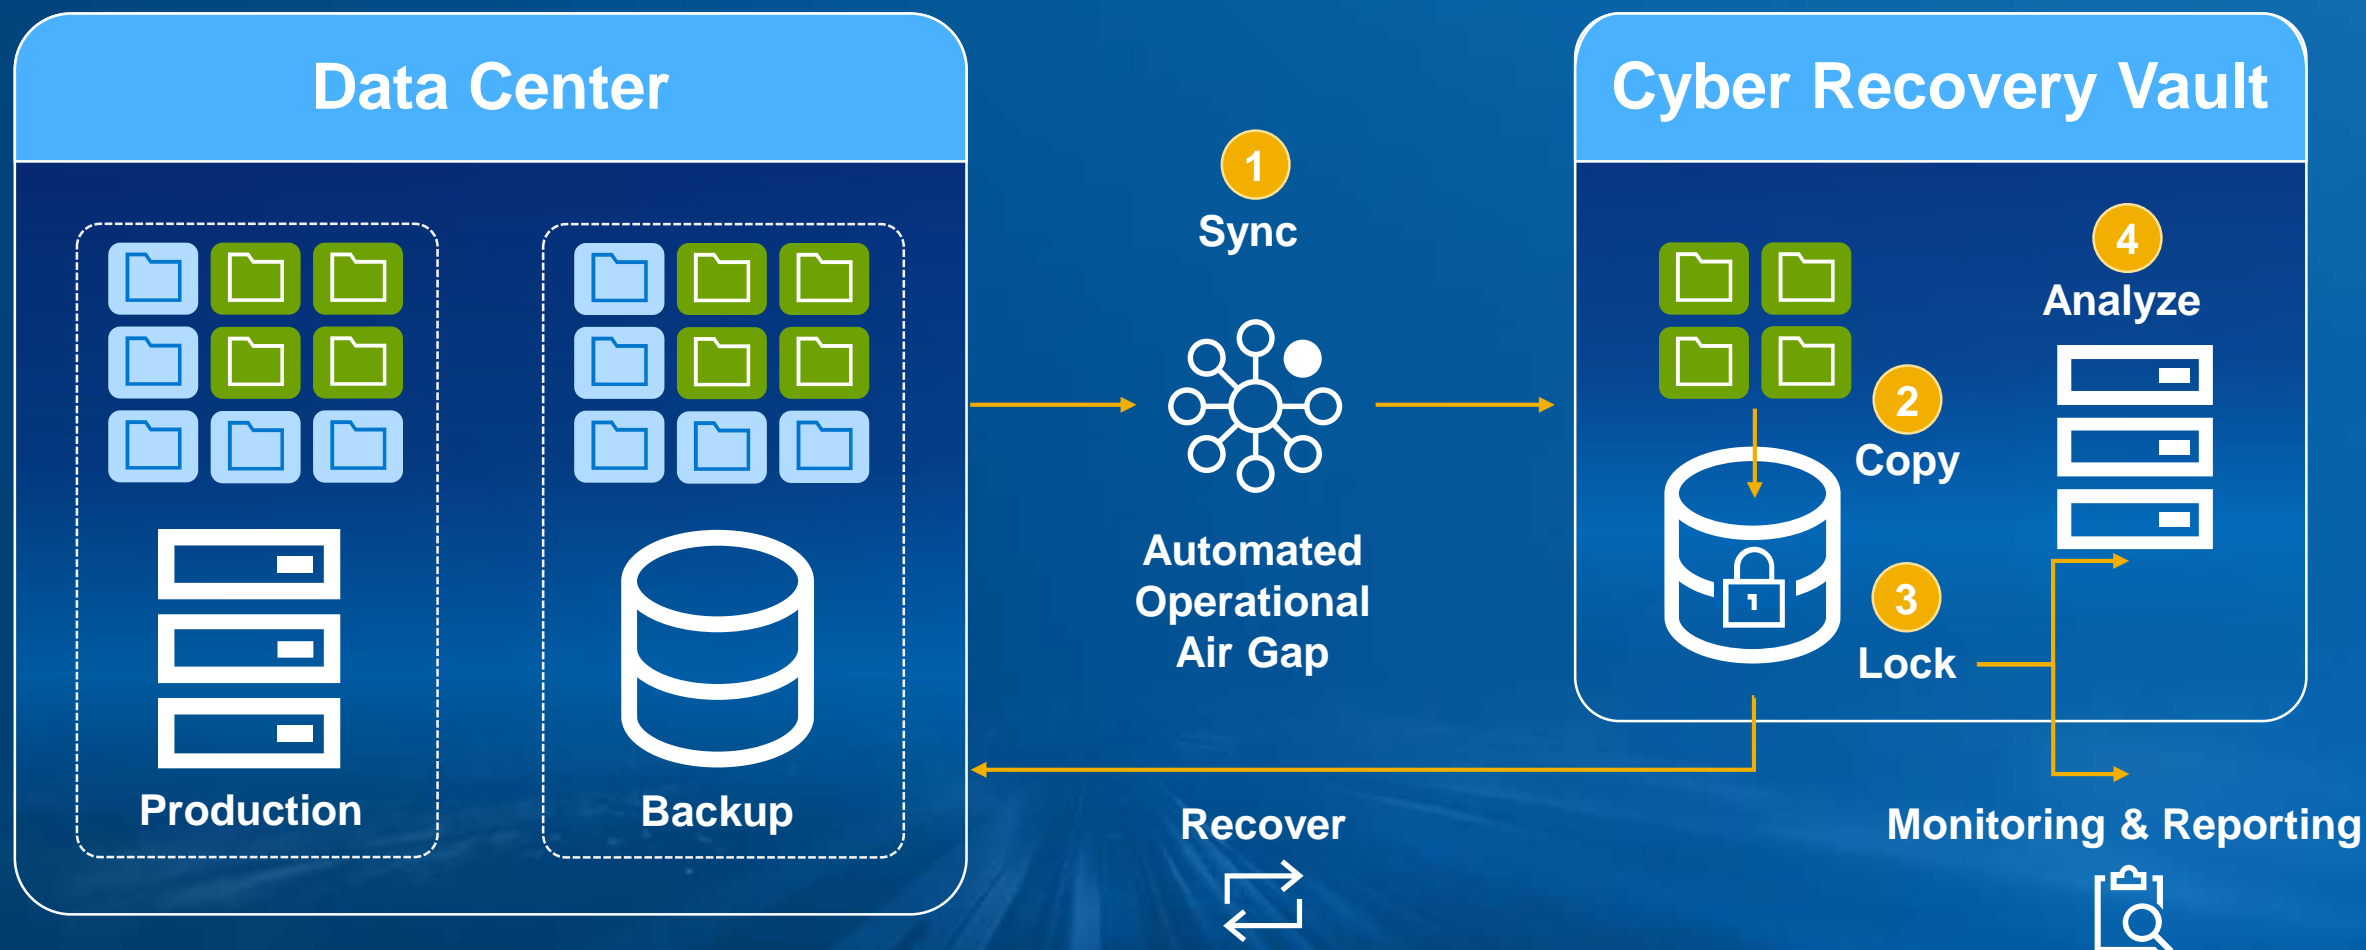 Data Center
Cyber Recovery Vault
1
Sync
4
Analyze
2
Copy
Automated
Operational
Air Gap
3
Lock
Production
Backup
Recover
Monitoring & Reporting